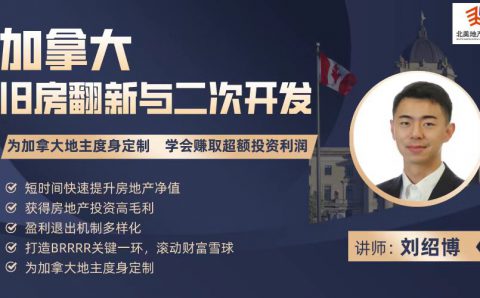 北美地产
加拿大
旧房翻新与二次开发
为加拿大地主度身定制 学会赚取超额投资利润
短时间快速提升房地产净值
获得房地产投资高毛利
盈利退出机制多样化
打造BRRRR关键一环，滚动财富雪球
为加拿大地主度身定制
讲师：刘绍博